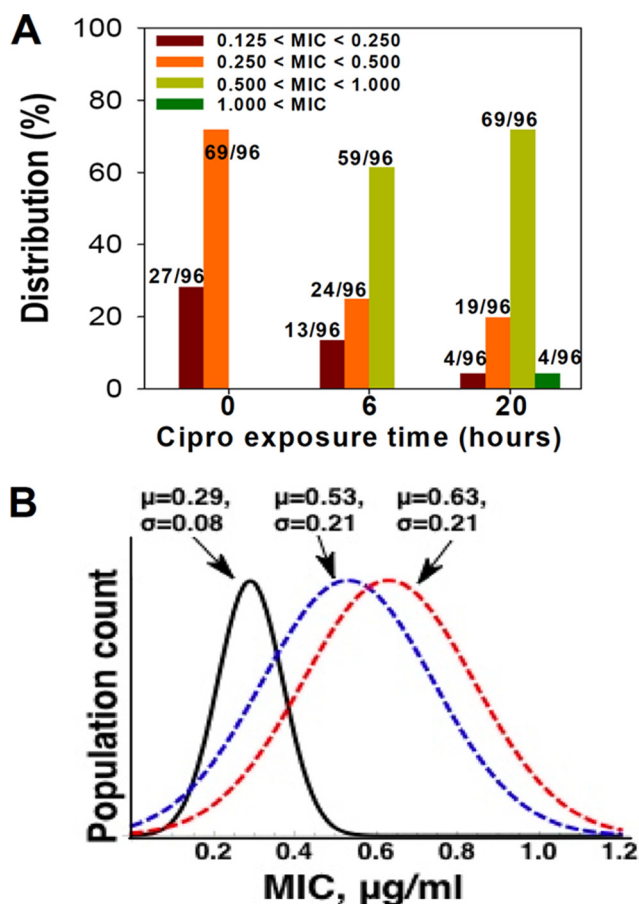 A
100
80
60
40
20
0
Distribution (%)
0.125 < MIC < 0.250
0.250 < MIC < 0.500
0.500 < MIC < 1.000
1.000 < MIC
27/96
69/96
13/96
24/96
59/96
4/96
19/96
69/96
4/96
0 6 20
Cipro exposure time (hours)
B
μ=0.29,
σ=0.08
μ=0.53,
σ=0.21
μ=0.63,
σ=0.21
Population count
0.2 0.4 0.6 0.8 1.0 1.2
MIC, μg/ml